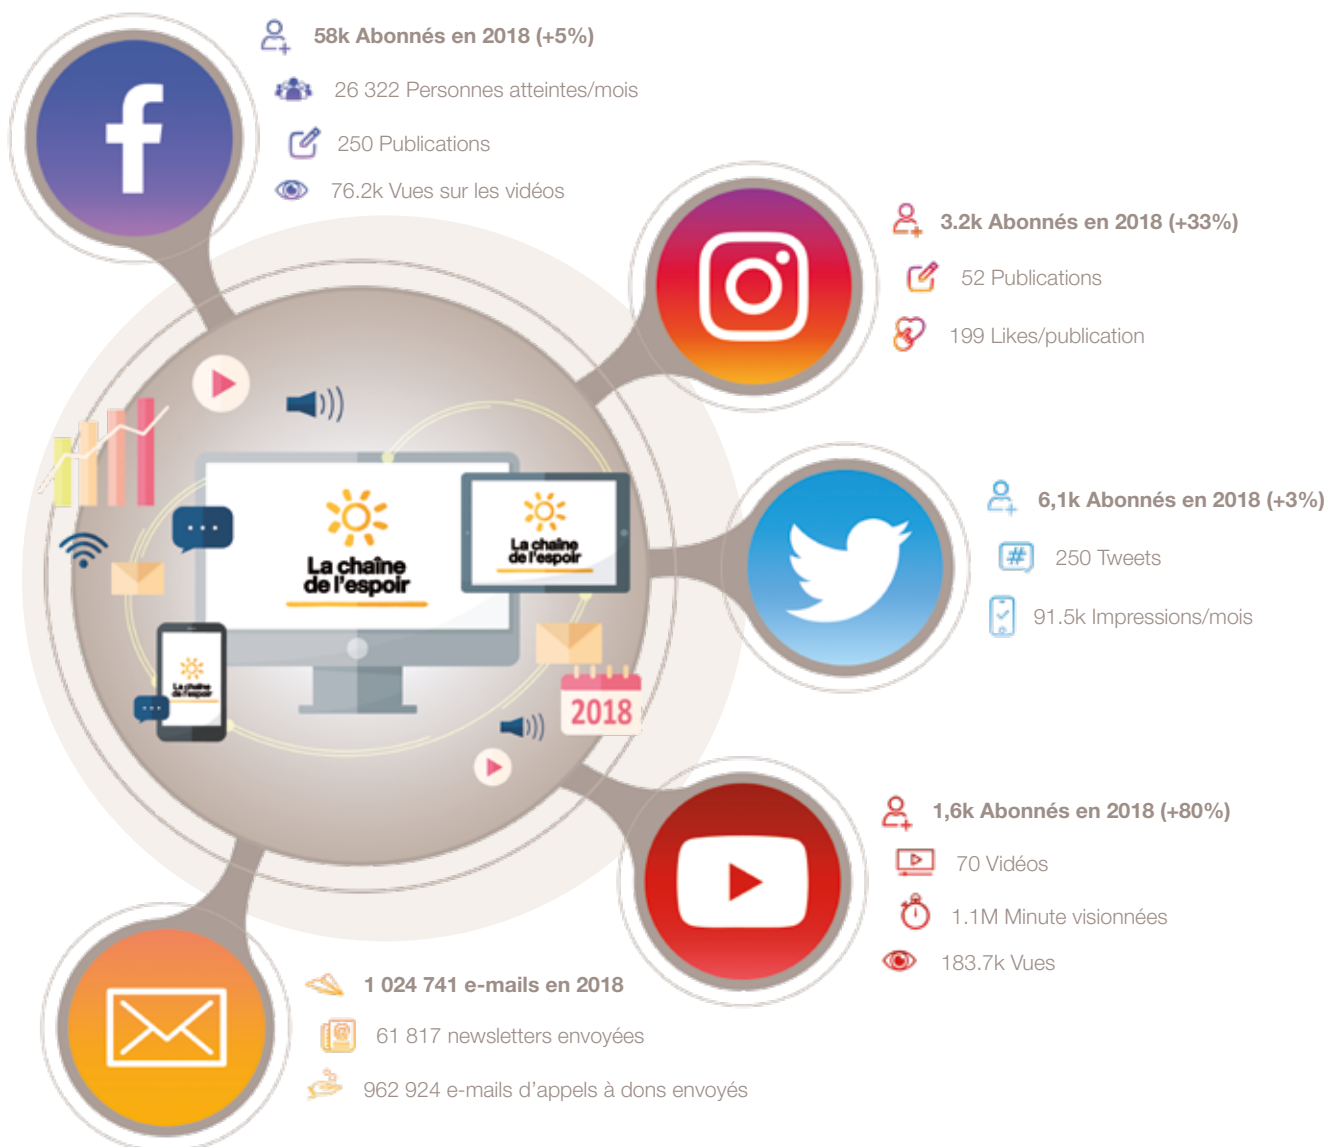 58k Abonnés en 2018 (+5%)
26 322 Personnes atteintes/mois
250 Publications
76.2k Vues sur les vidéos
3.2k Abonnés en 2018 (+33%)
52 Publications
199 Likes/publication
6,1k Abonnés en 2018 (+3%)
250 Tweets
91.5k Impressions/mois
La chaîne
de l'espoir
La chaîne
de l'espoir
La chaîne
de l'espoir
2018
1,6k Abonnés en 2018 (+80%)
70 Vidéos
1.1M Minute visionnées
183.7k Vues
1 024 741 e-mails en 2018
61 817 newsletters envoyées
962 924 e-mails d'appels à dons envoyés